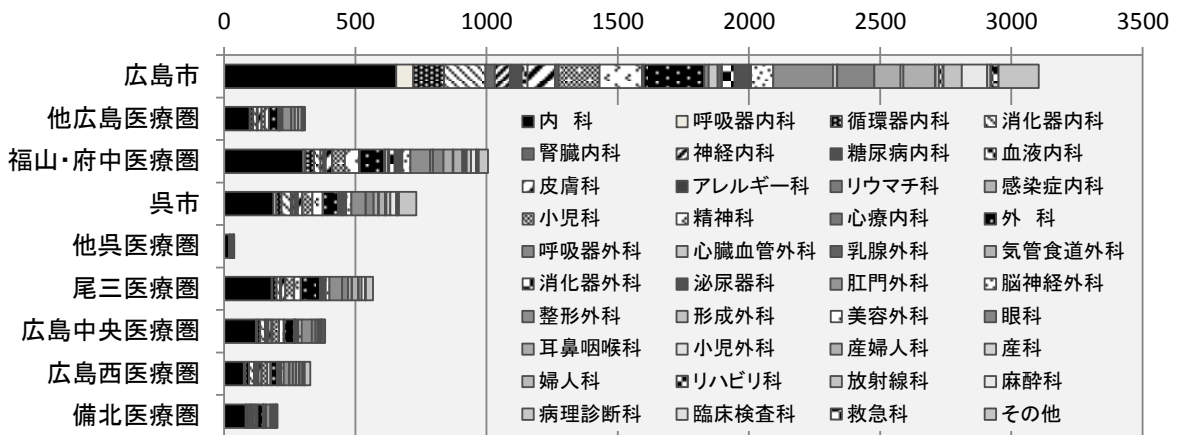 0 500 1000 1500 2000 2500 3000 3500
広島市
他広島医療圏
福山・府中医療圏
呉市
他呉医療圏
尾三医療圏
広島中央医療圏
広島西医療圏
備北医療圏
内 科 呼吸器内科 循環器内科 消化器内科
腎臓内科 神経内科 糖尿病内科 血液内科
皮膚科 アレルギー科 リウマチ科 感染症内科
小児科 精神科 心療内科 外 科
呼吸器外科 心臓血管外科 乳腺外科 気管食道外科
消化器外科 泌尿器科 肛門外科 脳神経外科
整形外科 形成外科 美容外科 眼科
耳鼻咽喉科 小児外科 産婦人科 産科
婦人科 リハビリ科 放射線科 麻酔科
病理診断科 臨床検査科 救急科 その他